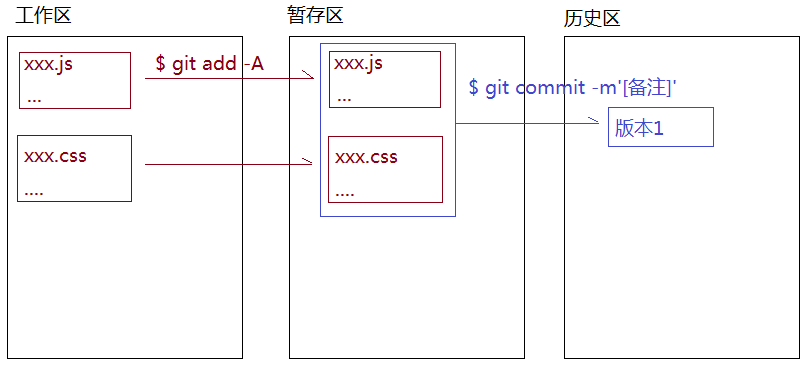 工作区
暂存区
历史区
xxx.js
...
$ git add -A
xxx.js
...
$ git commit -m'[备注]'
版本1
xxx.css
....
xxx.css
....